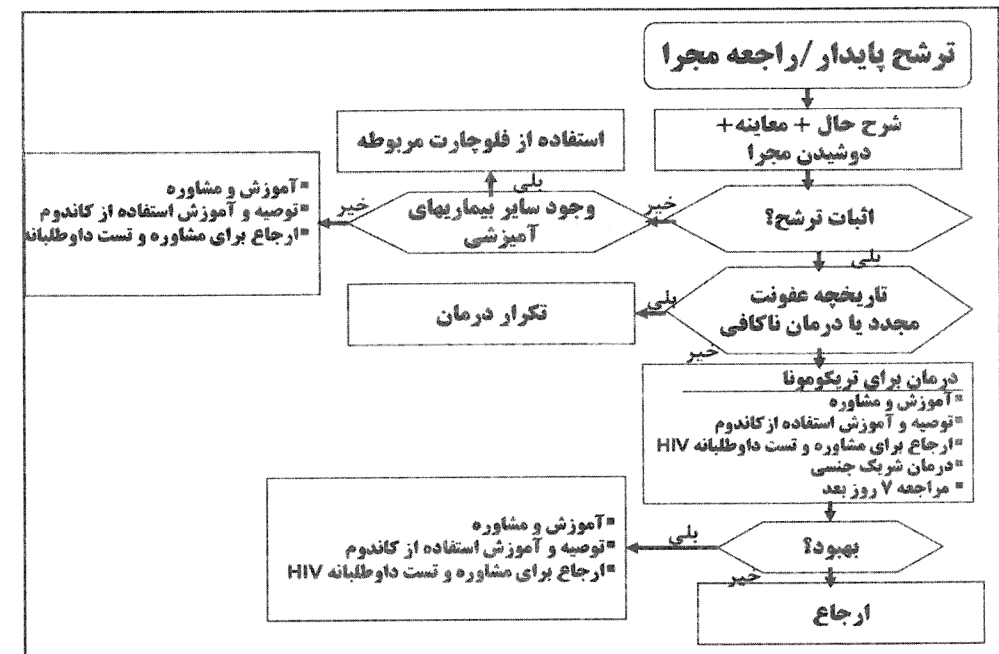 ترشح پایدار /راجعه مجرا
شرح حال + معاینه+
دوشیدن مجرا
اثبات ترشح؟
خیر
بلی
وجود سایر بیماریهای
آمیزشی
بلی
خیر
استفاده از فلوچارت مربوطه
▪آموزش و مشاوره
▪توصیه و آموزش استفاده از کاندوم
▪ارجاع برای مشاوره و تست داوطلبانه
تاریخچه عفونت
مجدد یا درمان ناکافی
بلی
خیر
تکرار درمان
درمان برای تریکومونا
▪آموزش و مشاوره
▪توصیه و آموزش استفاده ازکاندوم
▪ارجاع برای مشاوره و تست داوطلبانه HIV
▪درمان شریک جنسی
▪ مراجعه ۷ روز بعد
بهبود؟
بلی
خیر
▪آموزش و مشاوره
▪توصیه و آموزش استفاده از کاندوم
▪ارجاع برای مشاوره و تست داوطلبانه HIV
ارجاع